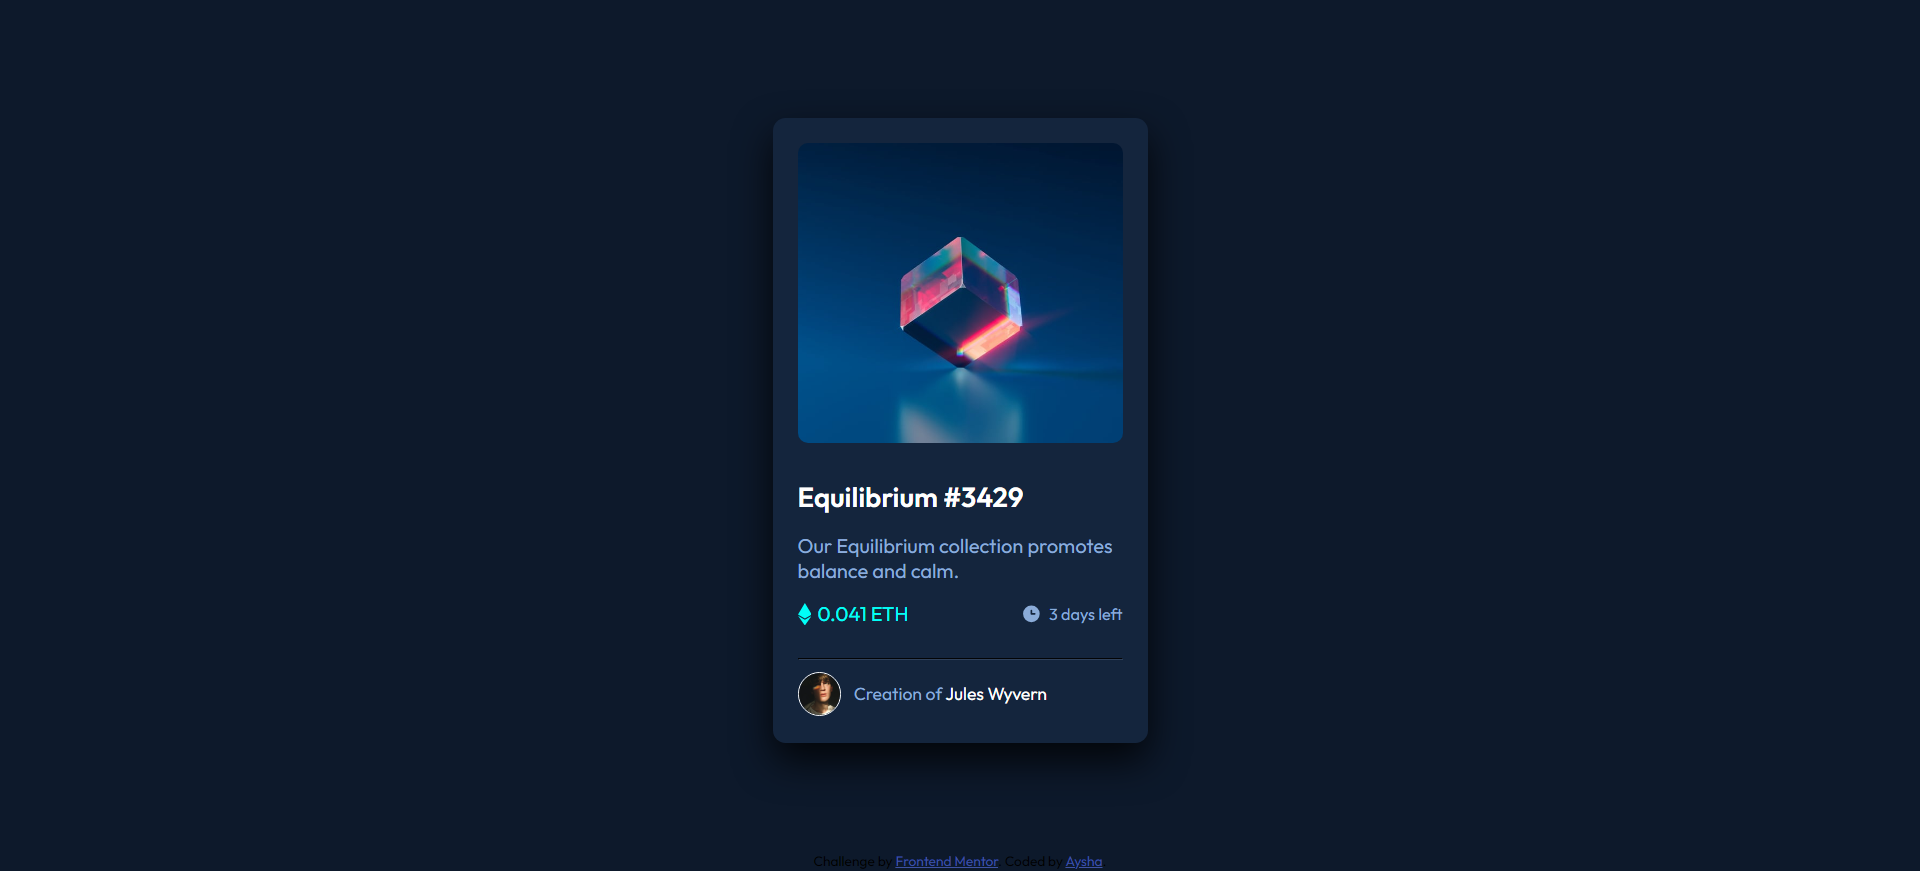 Equilibrium #3429
Our Equilibrium collection promotes
balance and calm.
0.041 ETH
3 days left
Creation of Jules Wyvern
Challenge by Frontend Mentor. Coded by Aysha